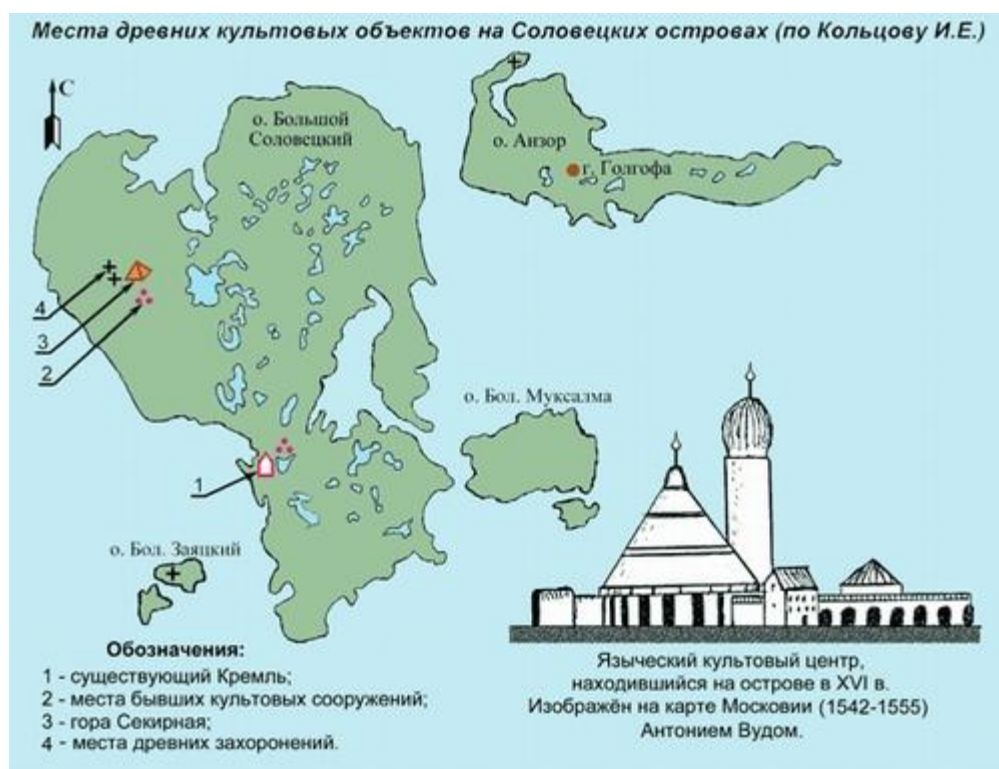 Места древних культовых объектов на Соловецких островах (по Кольцову И.Е.)
С
о. Большой
Соловецкий
о. Анзор
г. Голгофа
4
3
2
о. Бол. Муксалма
1
о. Бол. Заяцкий
Обозначения:
1 - существующий Кремль;
2 - места бывших культовых сооружений;
3 - гора Секирная;
4 - места древних захоронений.
Языческий культовый центр,
находившийся на острове в XVI в.
Изображён на карте Московии (1542-1555)
Антонием Вудом.